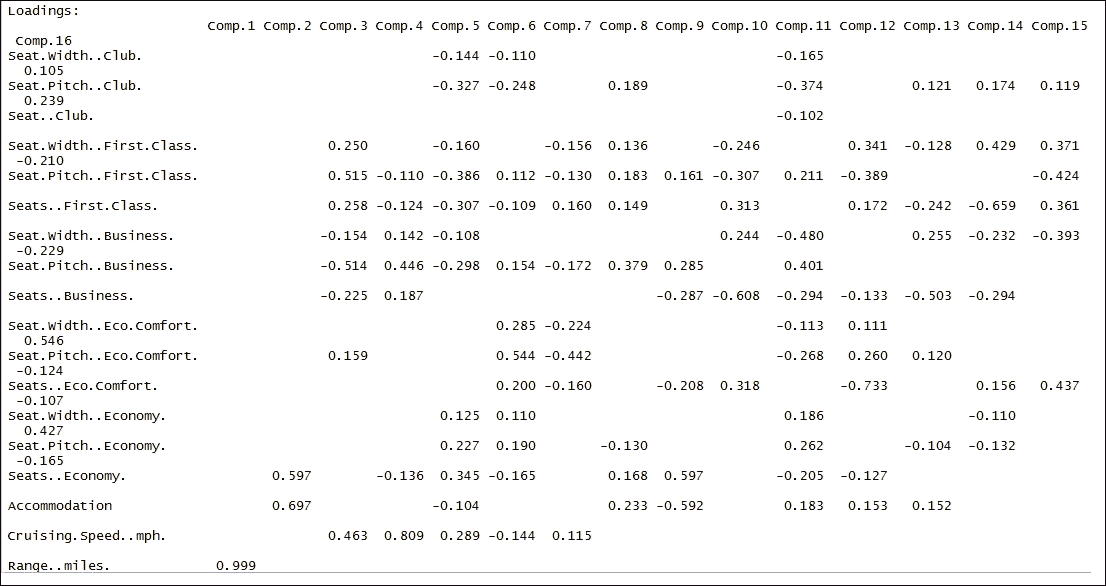 Loadings:
Comp.1 Comp.2 Comp.3 Comp.4 Comp.5 Comp.6 Comp.7 Comp.8 Comp.9 Comp.10 Comp.11 Comp.12 Comp.13 Comp.14 Comp.15
Comp.16
Seat.Width..Club. -0.144 -0.110 -0.165
0.105
Seat.Pitch..Club. -0.327 -0.248 0.189 -0.374 0.121 0.174 0.119
0.239
Seat..Club. -0.102
Seat.Width..First.Class. 0.250 -0.160 -0.156 0.136 -0.246 0.341 -0.128 0.429 0.371
-0.210
Seat.Pitch..First.Class. 0.515 -0.110 -0.386 0.112 -0.130 0.183 0.161 -0.307 0.211 -0.389 -0.424
Seats..First.Class. 0.258 -0.124 -0.307 -0.109 0.160 0.149 0.313 0.172 -0.242 -0.659 0.361
Seat.Width..Business. -0.154 0.142 -0.108 0.244 -0.480 0.255 -0.232 -0.393
-0.229
Seat.Pitch..Business. -0.514 0.446 -0.298 0.154 -0.172 0.379 0.285 0.401
Seats..Business. -0.225 0.187 -0.287 -0.608 -0.294 -0.133 -0.503 -0.294
Seat.Width..Eco.Comfort. 0.285 -0.224 -0.113 0.111
0.546
Seat.Pitch..Eco.Comfort. 0.159 0.544 -0.442 -0.268 0.260 0.120
-0.124
Seats..Eco.Comfort. 0.200 -0.160 -0.208 0.318 -0.733 0.156 0.437
-0.107
Seat.Width..Economy. 0.125 0.110 0.186 -0.110
0.427
Seat.Pitch..Economy. 0.227 0.190 -0.130 0.262 -0.104 -0.132
-0.165
Seats..Economy. 0.597 -0.136 0.345 -0.165 0.168 0.597 -0.205 -0.127
Accommodation 0.697 -0.104 0.233 -0.592 0.183 0.153 0.152
Cruising.Speed..mph. 0.463 0.809 0.289 -0.144 0.115
Range..miles. 0.999